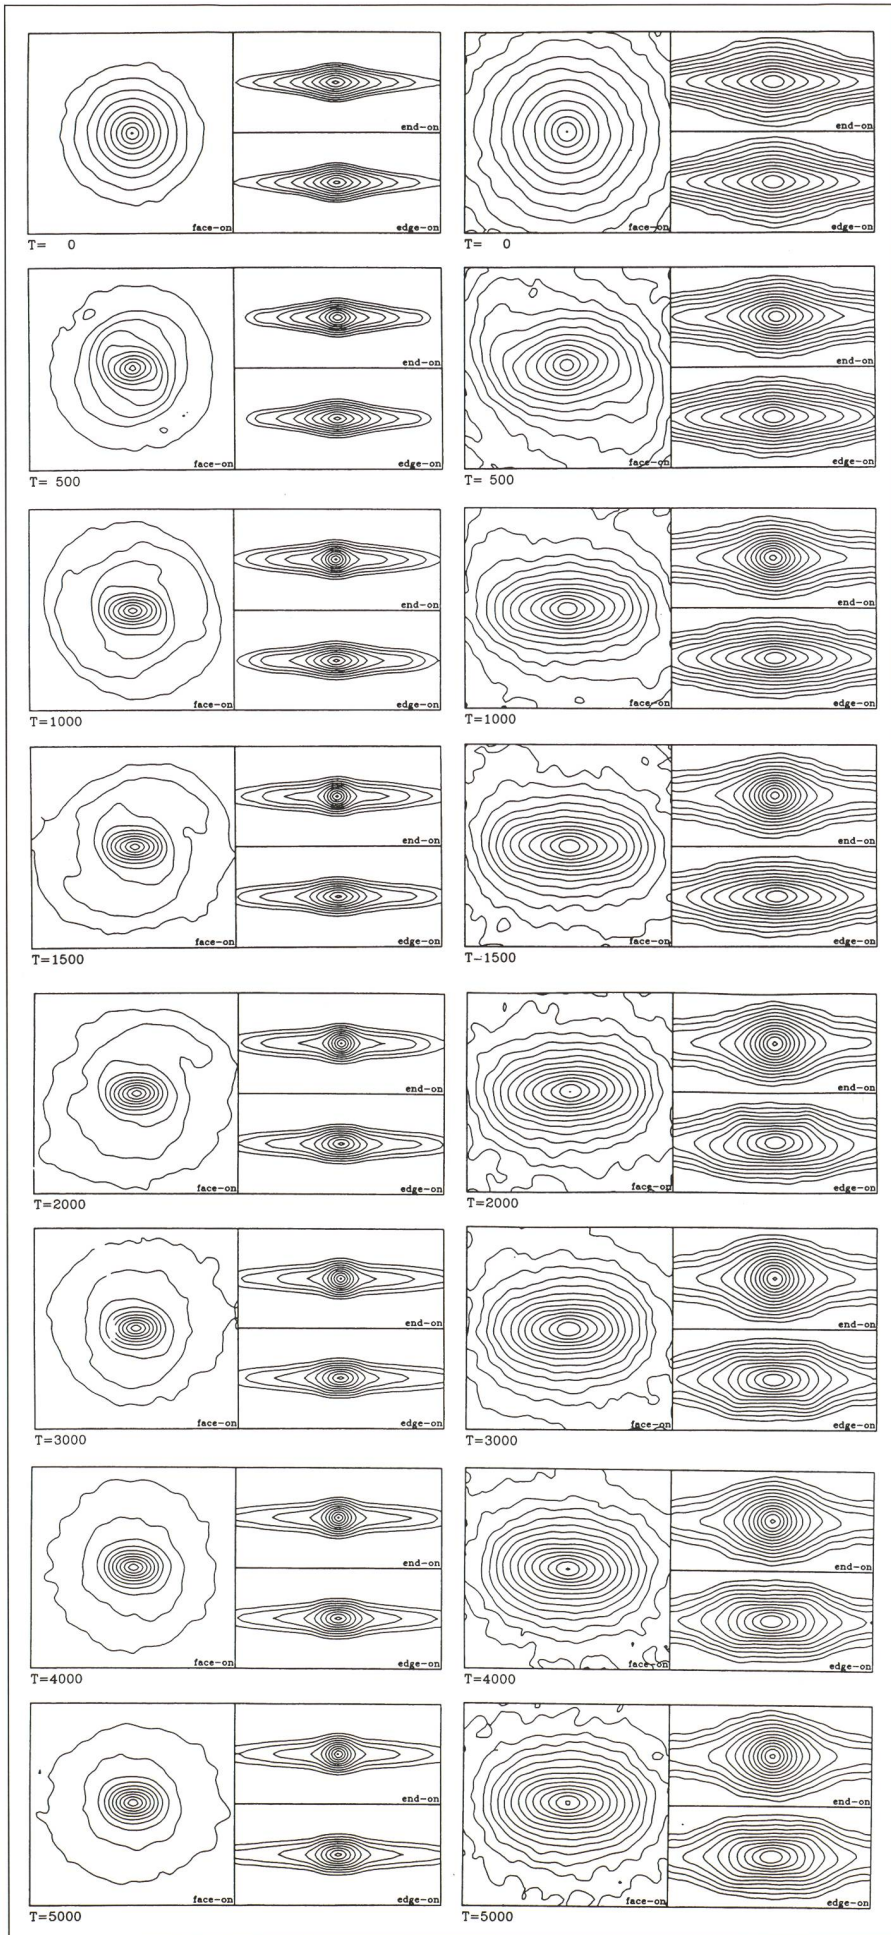 end-on
end-on
face-on
edge-on
face-on
edge-on
T= 0
T= 0
end-on
end-on
face-on
edge-on
face-on
edge-on
T= 500
T= 500
end-on
end-on
face-on
edge-on
face-on
edge-on
T=1000
T=1000
end-on
end-on
face-on
edge-on
face-on
edge-on
T=1500
T-1500
end-on
end-on
face-on
edge-on
face-on
edge-on
T=2000
T=2000
end-on
end-on
face-on
edge-on
face-on
edge-on
T=3000
T=3000
end-on
end-on
face-on
edge-on
face-on
edge-on
T=4000
T=4000
end-on
end-on
face-on
edge-on
face-on
edge-on
T=5000
T=5000